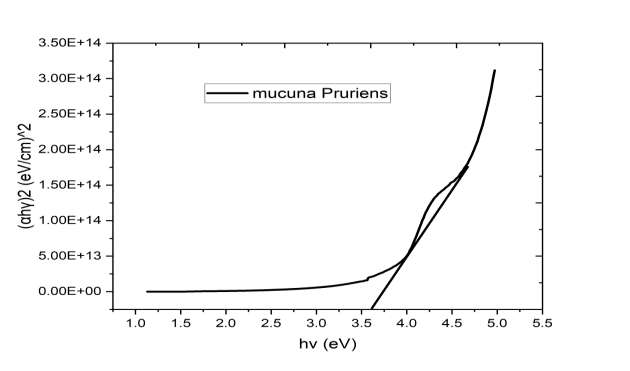 3.50E+14
3.00E+14
2.50E+14
2.00E+14
1.50E+14
1.00E+14
5.00E+13
0.00E+00
(αhγ)2 (eV/cm)^2
mucuna Pruriens
1.0 1.5 2.0 2.5 3.0 3.5 4.0 4.5 5.0 5.5
hv (eV)